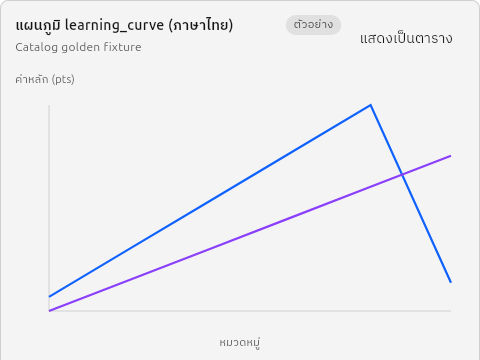 แผนภูมิ learning_curve (ภาษาไทย)
ตัวอย่าง
แสดงเป็นตาราง
Catalog golden fixture
ค่าหลัก (pts)
หมวดหมู่